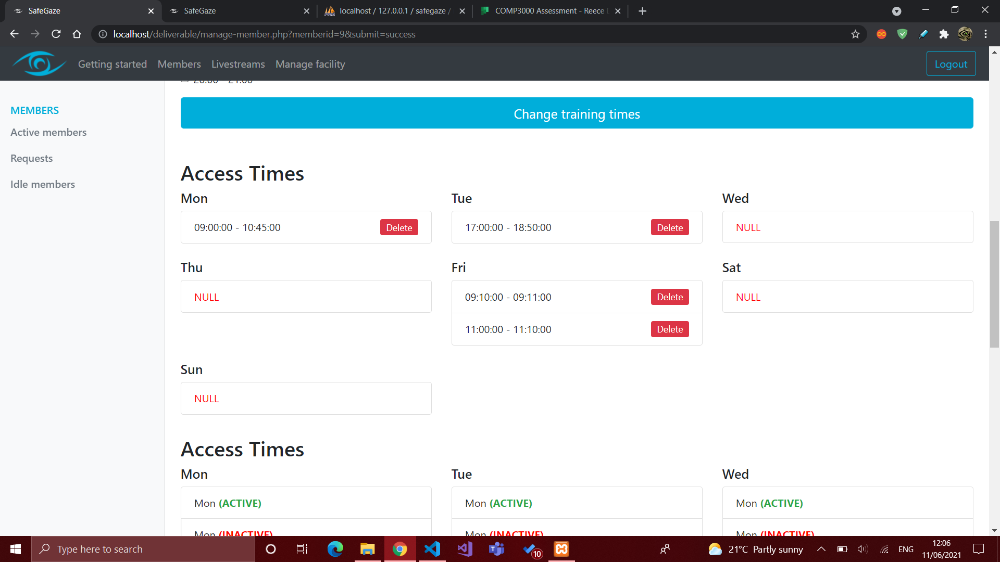 SafeGaze
SafeGaze
localhost / 127.0.0.1 / safegaze /
COMP3000 Assessment - Reece
localhost/deliverable/manage-member.php?memberid=9&submit=success
Getting started Members Livestreams Manage facility Logout
20:00 - 21:00
MEMBERS
Active members
Requests
Idle members
Change training times
Access Times
Mon Tue Wed
09:00:00 - 10:45:00 Delete 17:00:00 - 18:50:00 Delete NULL
Thu Fri Sat
NULL 09:10:00 - 09:11:00 Delete NULL
11:00:00 - 11:10:00 Delete
Sun
NULL
Access Times
Mon Tue Wed
Mon (ACTIVE) Mon (ACTIVE) Mon (ACTIVE)
Mon (INACTIVE) Mon (INACTIVE) Mon (INACTIVE)
Type here to search 10 21°C Partly sunny ENG 12:06
11/06/2021